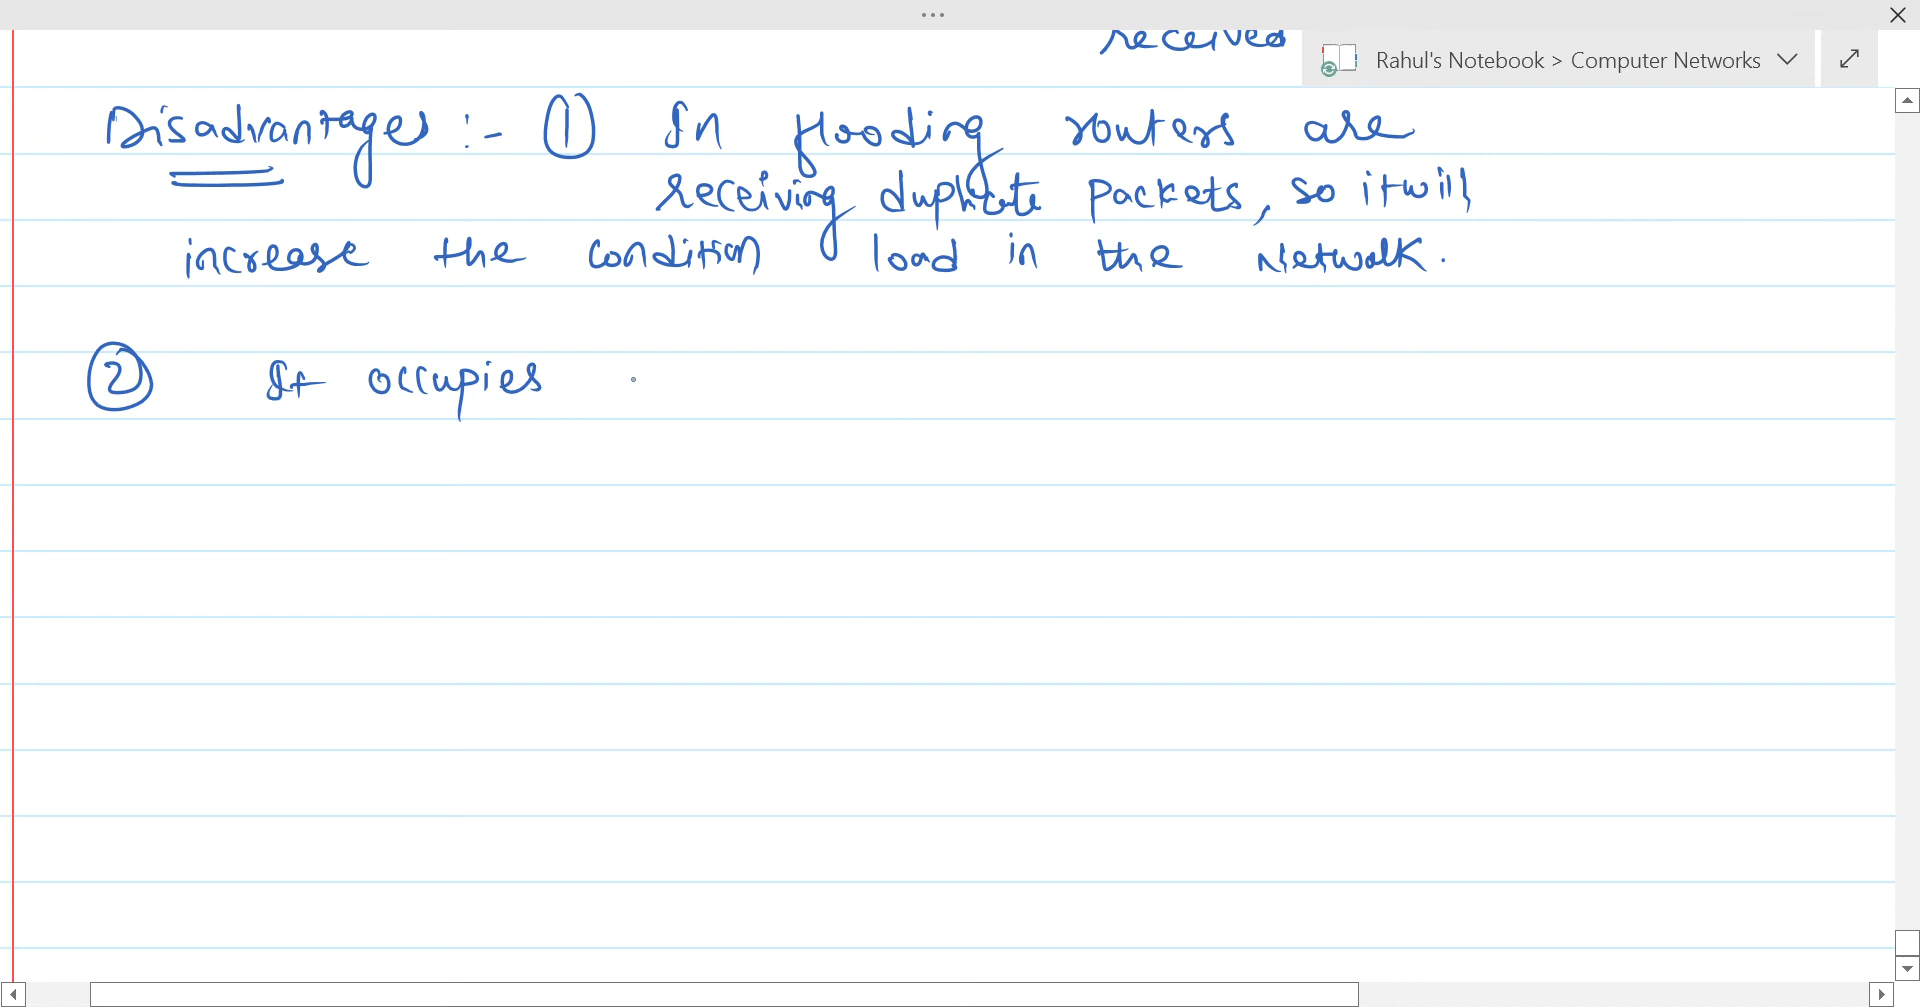 received
Rahul's Notebook > Computer Networks
Disadvantages :- ① In flooding routers are
receiving duplicate packets, so it will
increase the condition load in the Network.
② It occupies